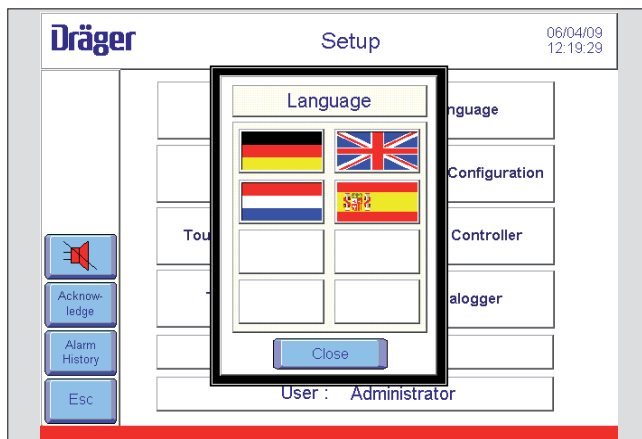 Dräger
Setup
06/04/09
12:19:29
Language
nguage
Configuration
Tou
Controller
alogger
Acknow-
ledge
Alarm
History
Esc
Close
User : Administrator